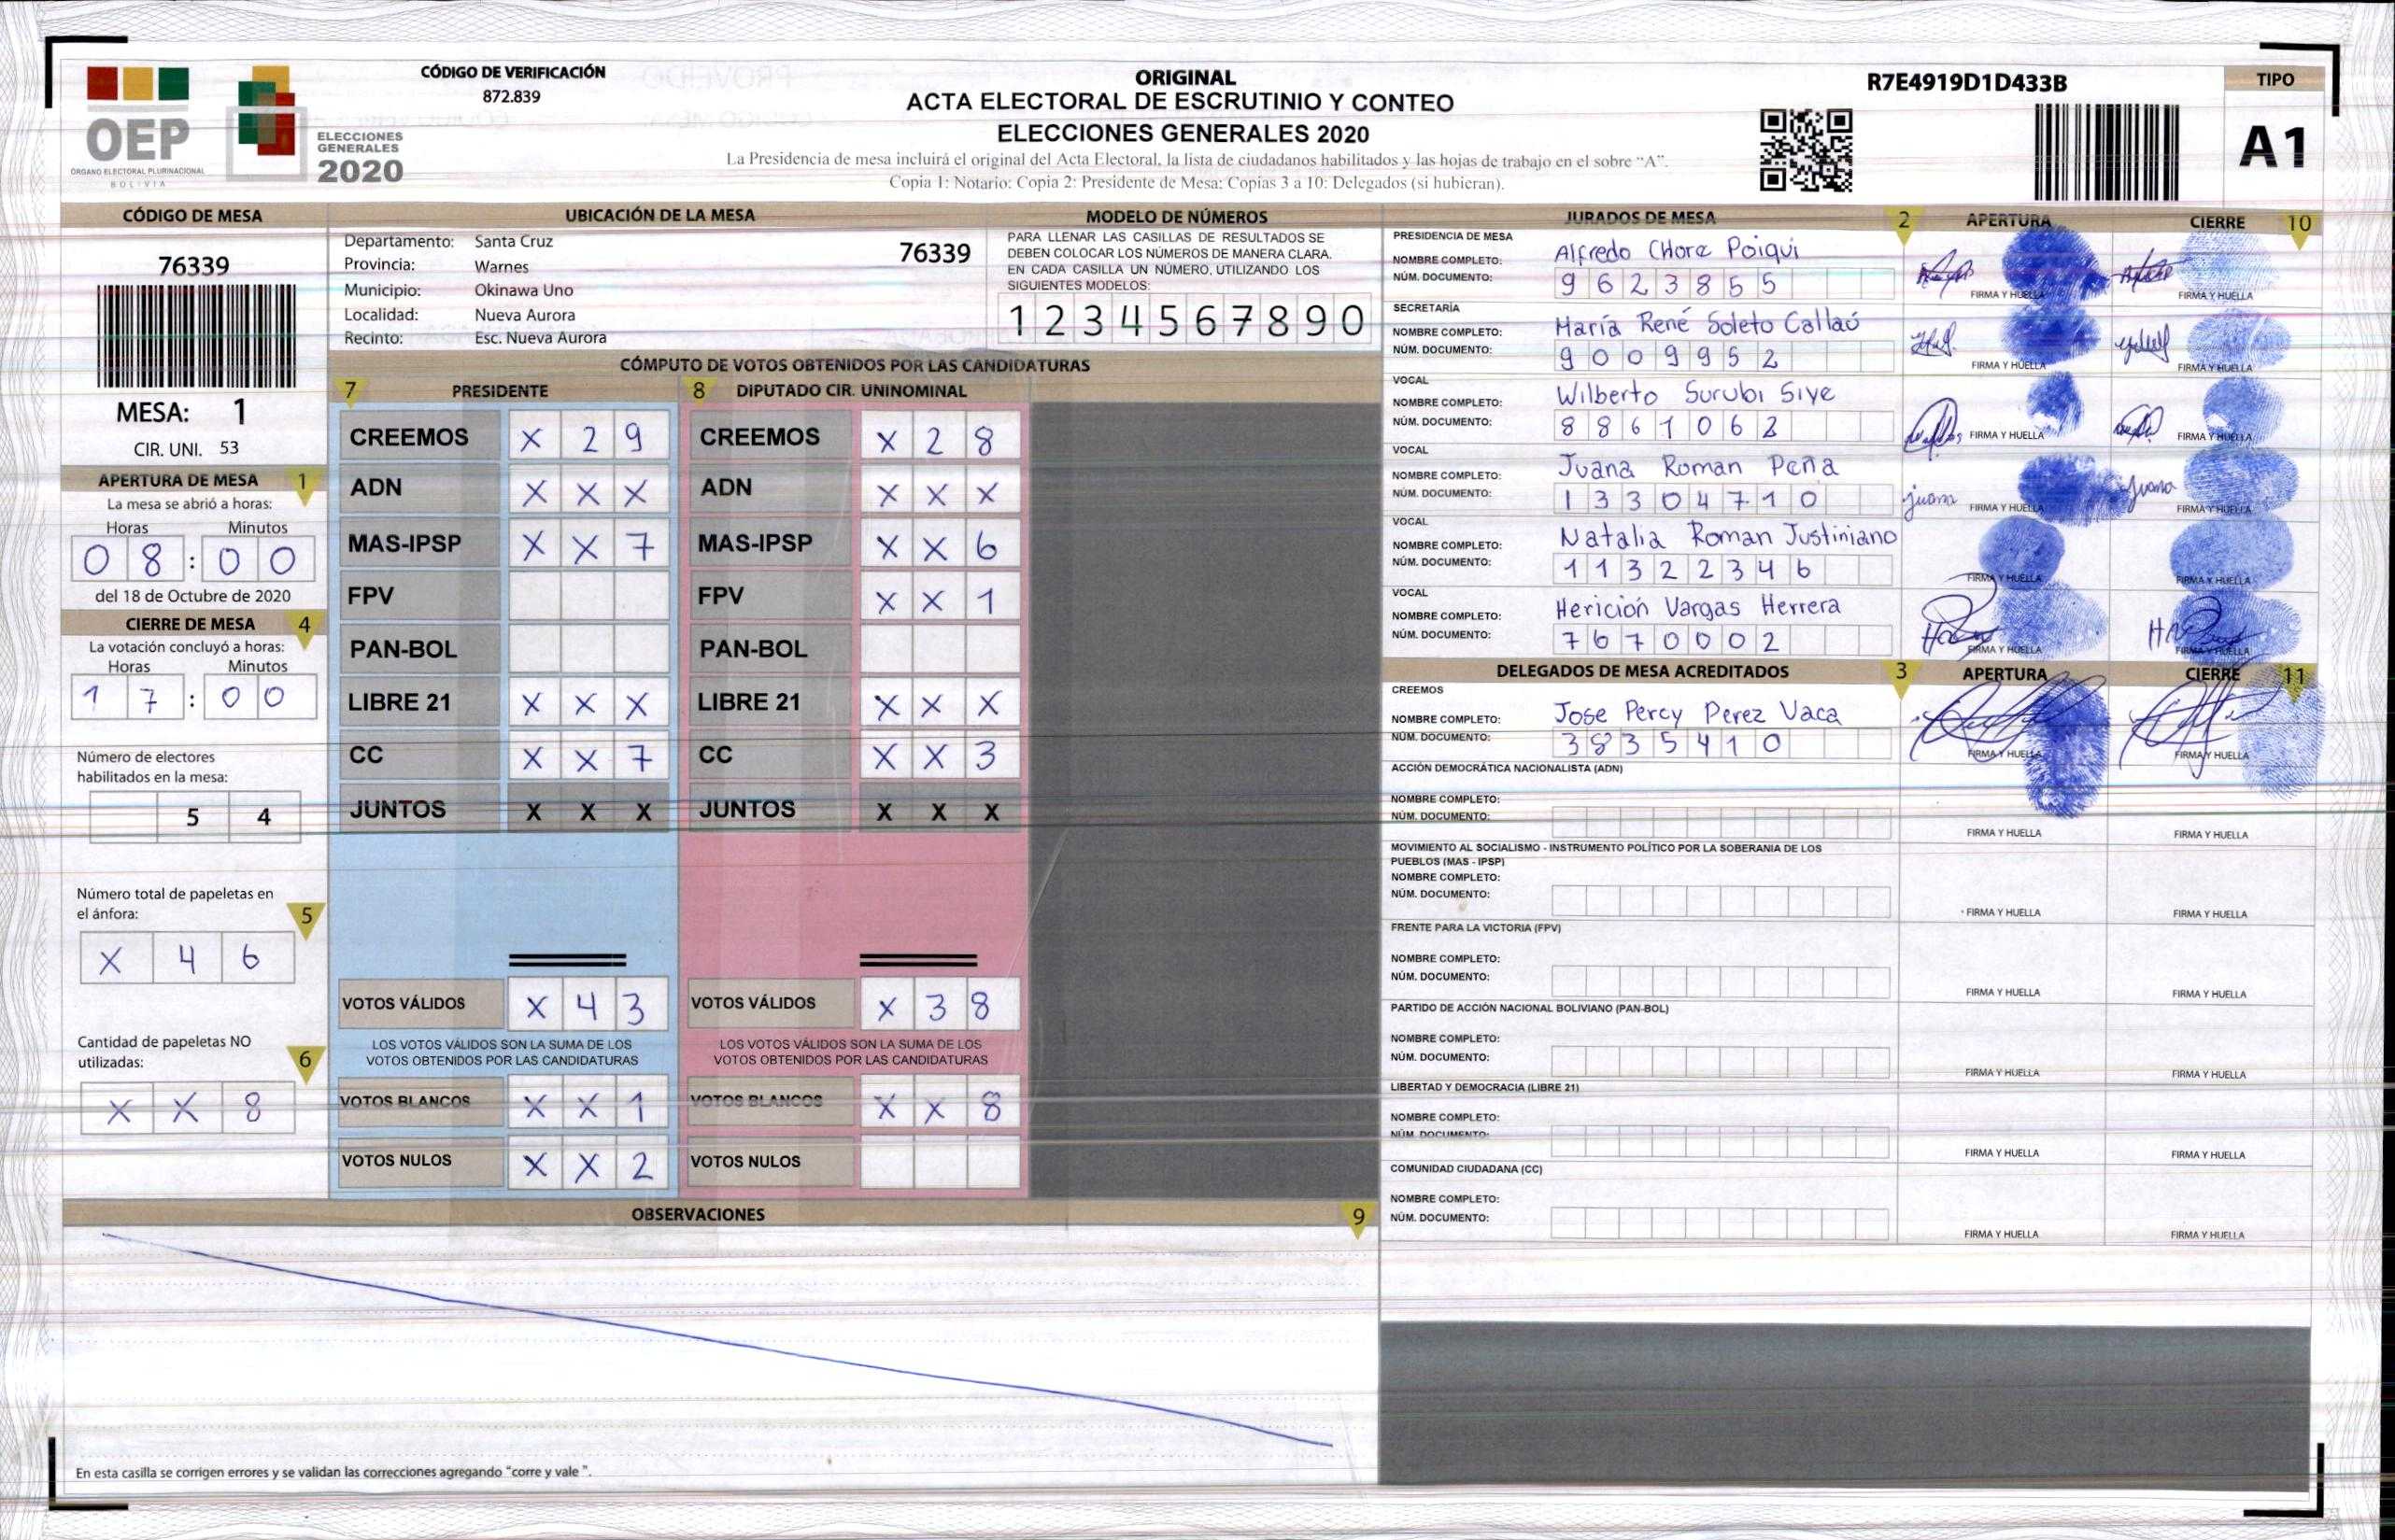 CÓDIGO DE VERIFICACIÓN
872.839
OEP
ÓRGANO ELECTORAL PLURINACIONAL
BOLIVIA
ELECCIONES
GENERALES
2020
ORIGINAL
ACTA ELECTORAL DE ESCRUTINIO Y CONTEO
ELECCIONES GENERALES 2020
La Presidencia de mesa incluirá el original del Acta Electoral, la lista de ciudadanos habilitados y las hojas de trabajo en el sobre "A".
Copia 1: Notario: Copia 2: Presidente de Mesa: Copias 3 a 10: Delegados (si hubieran).
R7E4919D1D433B
TIPO
A1
CÓDIGO DE MESA
76339
MESA: 1
CIR. UNI. 53
APERTURA DE MESA 1
La mesa se abrió a horas:
Horas Minutos
0 8 : 0 0
del 18 de Octubre de 2020
CIERRE DE MESA 4
La votación concluyó a horas:
Horas Minutos
1 7 : 0 0
Número de electores
habilitados en la mesa:
5 4
Número total de papeletas en
el ánfora: 5
X 4 6
Cantidad de papeletas NO
utilizadas: 6
X X 8
UBICACIÓN DE LA MESA
Departamento: Santa Cruz
76339
Provincia: Warnes
Municipio: Okinawa Uno
Localidad: Nueva Aurora
Recinto: Esc. Nueva Aurora
MODELO DE NÚMEROS
PARA LLENAR LAS CASILLAS DE RESULTADOS SE
DEBEN COLOCAR LOS NÚMEROS DE MANERA CLARA.
EN CADA CASILLA UN NÚMERO, UTILIZANDO LOS
SIGUIENTES MODELOS:
1 2 3 4 5 6 7 8 9 0
CÓMPUTO DE VOTOS OBTENIDOS POR LAS CANDIDATURAS
7 PRESIDENTE 8 DIPUTADO CIR. UNINOMINAL
CREEMOS X 2 9 CREEMOS X 2 8
ADN X X X ADN X X X
MAS-IPSP X X 7 MAS-IPSP X X 6
FPV FPV X X 1
PAN-BOL PAN-BOL
LIBRE 21 X X X LIBRE 21 X X X
CC X X 7 CC X X 3
JUNTOS X X X JUNTOS X X X
VOTOS VÁLIDOS X 4 3 VOTOS VÁLIDOS X 3 8
LOS VOTOS VÁLIDOS SON LA SUMA DE LOS LOS VOTOS VÁLIDOS SON LA SUMA DE LOS
VOTOS OBTENIDOS POR LAS CANDIDATURAS VOTOS OBTENIDOS POR LAS CANDIDATURAS
VOTOS BLANCOS X X 1 VOTOS BLANCOS X X 8
VOTOS NULOS X X 2 VOTOS NULOS
OBSERVACIONES 9
En esta casilla se corrigen errores y se validan las correcciones agregando "corre y vale ".
JURADOS DE MESA 2 APERTURA CIERRE 10
PRESIDENCIA DE MESA
NOMBRE COMPLETO: Alfredo Chore Poiqui
NÚM. DOCUMENTO: 9 6 2 3 8 5 5
FIRMA Y HUELLA FIRMA Y HUELLA
SECRETARÍA
NOMBRE COMPLETO: María René Soleto Callaú
NÚM. DOCUMENTO: 9 0 0 9 9 5 2
FIRMA Y HUELLA FIRMA Y HUELLA
VOCAL
NOMBRE COMPLETO: Wilberto Surubi Siye
NÚM. DOCUMENTO: 8 8 6 1 0 6 2
FIRMA Y HUELLA FIRMA Y HUELLA
VOCAL
NOMBRE COMPLETO: Juana Roman Peña
NÚM. DOCUMENTO: 1 3 3 0 4 7 1 0
juana FIRMA Y HUELLA Juana FIRMA Y HUELLA
VOCAL
NOMBRE COMPLETO: Natalia Roman Justiniano
NÚM. DOCUMENTO: 1 1 3 2 2 3 4 6
FIRMA Y HUELLA FIRMA Y HUELLA
VOCAL
NOMBRE COMPLETO: Herición Vargas Herrera
NÚM. DOCUMENTO: 7 6 7 0 0 0 2
FIRMA Y HUELLA FIRMA Y HUELLA
DELEGADOS DE MESA ACREDITADOS 3 APERTURA CIERRE 11
CREEMOS
NOMBRE COMPLETO: Jose Percy Perez Vaca
NÚM. DOCUMENTO: 3 8 3 5 4 1 0
FIRMA Y HUELLA FIRMA Y HUELLA
ACCIÓN DEMOCRÁTICA NACIONALISTA (ADN)
NOMBRE COMPLETO:
NÚM. DOCUMENTO:
FIRMA Y HUELLA FIRMA Y HUELLA
MOVIMIENTO AL SOCIALISMO - INSTRUMENTO POLÍTICO POR LA SOBERANIA DE LOS
PUEBLOS (MAS - IPSP)
NOMBRE COMPLETO:
NÚM. DOCUMENTO:
FIRMA Y HUELLA FIRMA Y HUELLA
FRENTE PARA LA VICTORIA (FPV)
NOMBRE COMPLETO:
NÚM. DOCUMENTO:
FIRMA Y HUELLA FIRMA Y HUELLA
PARTIDO DE ACCIÓN NACIONAL BOLIVIANO (PAN-BOL)
NOMBRE COMPLETO:
NÚM. DOCUMENTO:
FIRMA Y HUELLA FIRMA Y HUELLA
LIBERTAD Y DEMOCRACIA (LIBRE 21)
NOMBRE COMPLETO:
NÚM. DOCUMENTO:
FIRMA Y HUELLA FIRMA Y HUELLA
COMUNIDAD CIUDADANA (CC)
NOMBRE COMPLETO:
NÚM. DOCUMENTO:
FIRMA Y HUELLA FIRMA Y HUELLA